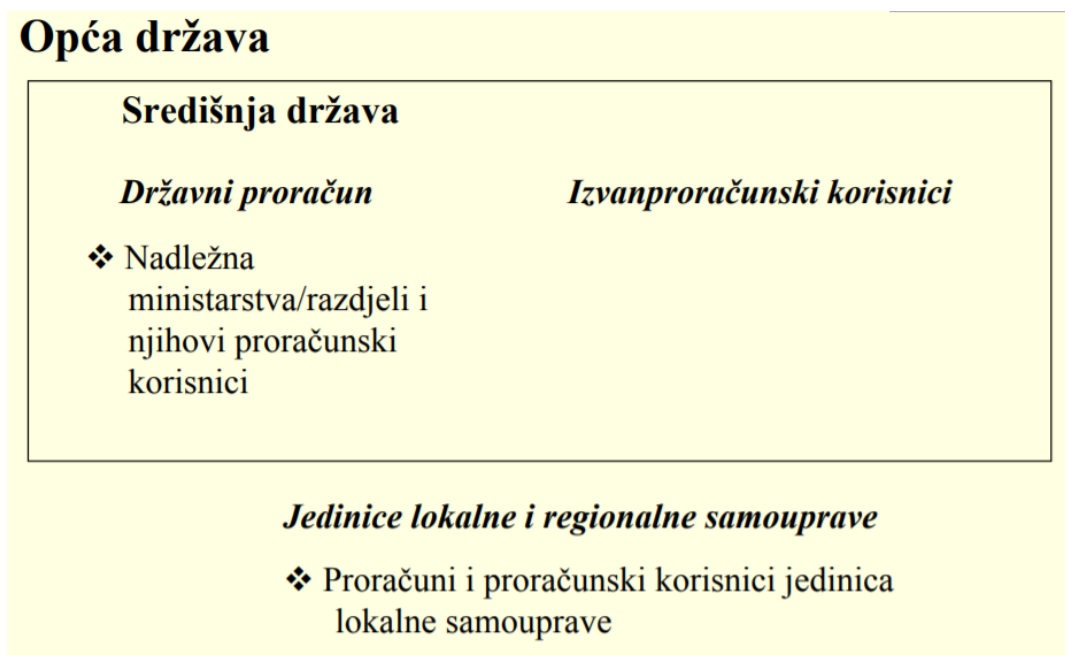 Opća država
Središnja država
Državni proračun
Izvanproračunski korisnici
❖ Nadležna
ministarstva/razdjeli i
njihovi proračunski
korisnici
Jedinice lokalne i regionalne samouprave
❖ Proračuni i proračunski korisnici jedinica
lokalne samouprave